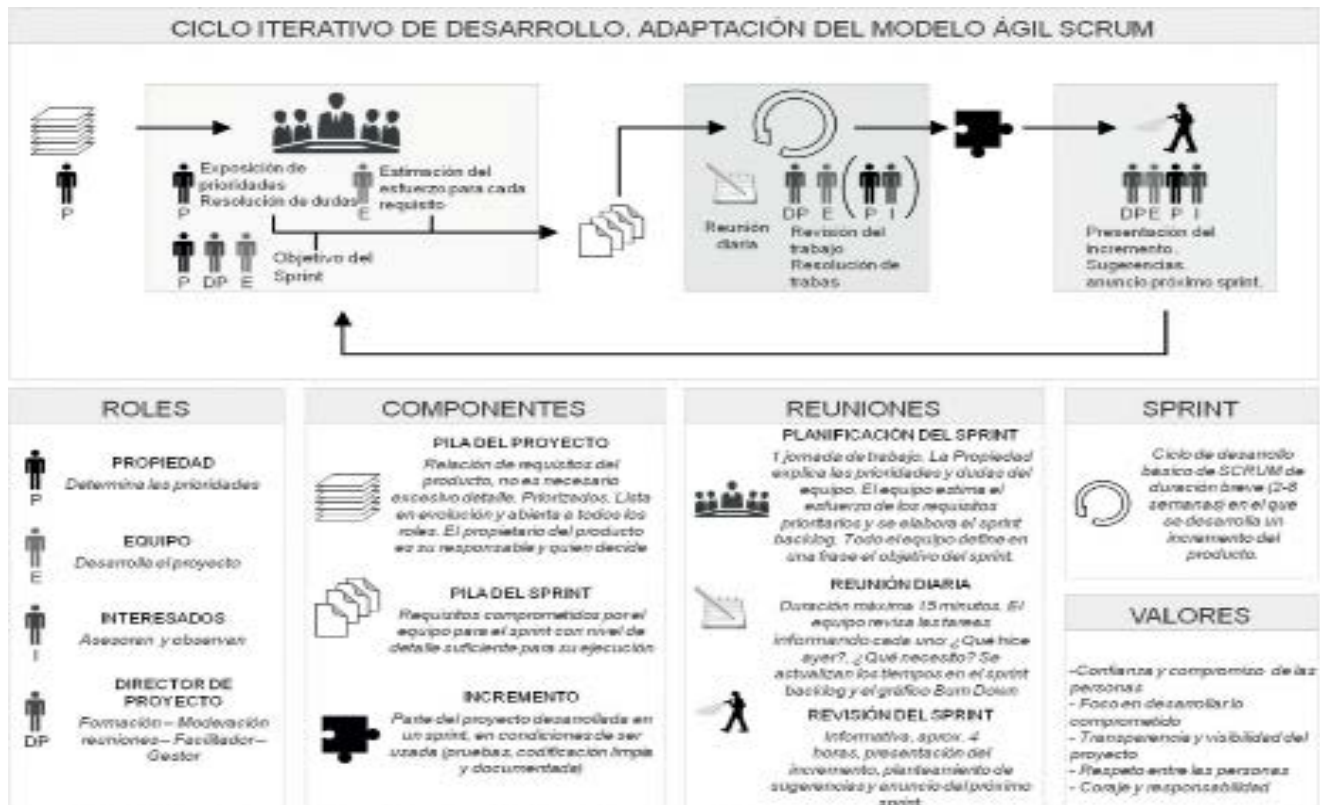 CICLO ITERATIVO DE DESARROLLO. ADAPTACIÓN DEL MODELO ÁGIL SCRUM
P
Exposición de
prioridades
Resolución de dudas
P
Estimación del
esfuerzo para cada
requisito
E
Objetivo del
Sprint
P DP E
Reunión
diaria
DP E ( P I )
Revisión del
trabajo
Resolución de
trabas
DP E P I
Presentación del
incremento.
Sugerencias.
anuncio próximo sprint.
ROLES
P
PROPIEDAD
Determina las prioridades
E
EQUIPO
Desarrolla el proyecto
I
INTERESADOS
Asesoran y observan
DP
DIRECTOR DE
PROYECTO
Formación – Moderación
reuniones – Facilitador –
Gestor
COMPONENTES
PILA DEL PROYECTO
Relación de requisitos del
producto, no es necesario
excesivo detalle. Priorizados. Lista
en evolución y abierta a todos los
roles. El propietario del producto
es su responsable y quien decide
PILA DEL SPRINT
Requisitos comprometidos por el
equipo para el sprint con nivel de
detalle suficiente para su ejecución
INCREMENTO
Parte del proyecto desarrollada en
un sprint, en condiciones de ser
usada (pruebas, codificación limpia
y documentada)
REUNIONES
PLANIFICACIÓN DEL SPRINT
1 jornada de trabajo. La Propiedad
explica las prioridades y dudas del
equipo. El equipo estima el
esfuerzo de los requisitos
prioritarios y se elabora el sprint
backlog. Todo el equipo define en
una frase el objetivo del sprint.
REUNIÓN DIARIA
Duración máxima 15 minutos. El
equipo revisa las tareas
informando cada uno: ¿Qué hice
ayer?, ¿Qué necesito? Se
actualizan los tiempos en el sprint
backlog y el gráfico Burn Down
REVISIÓN DEL SPRINT
Informativa, aprox. 4
horas, presentación del
incremento, planteamiento de
sugerencias y anuncio del próximo
sprint.
SPRINT
Ciclo de desarrollo
básico de SCRUM de
duración breve (2-8
semanas) en el que
se desarrolla un
incremento del
producto.
VALORES
-Confianza y compromiso de las
personas
- Foco en desarrollar lo
comprometido
- Transparencia y visibilidad del
proyecto
- Respeto entre las personas
- Coraje y responsabilidad